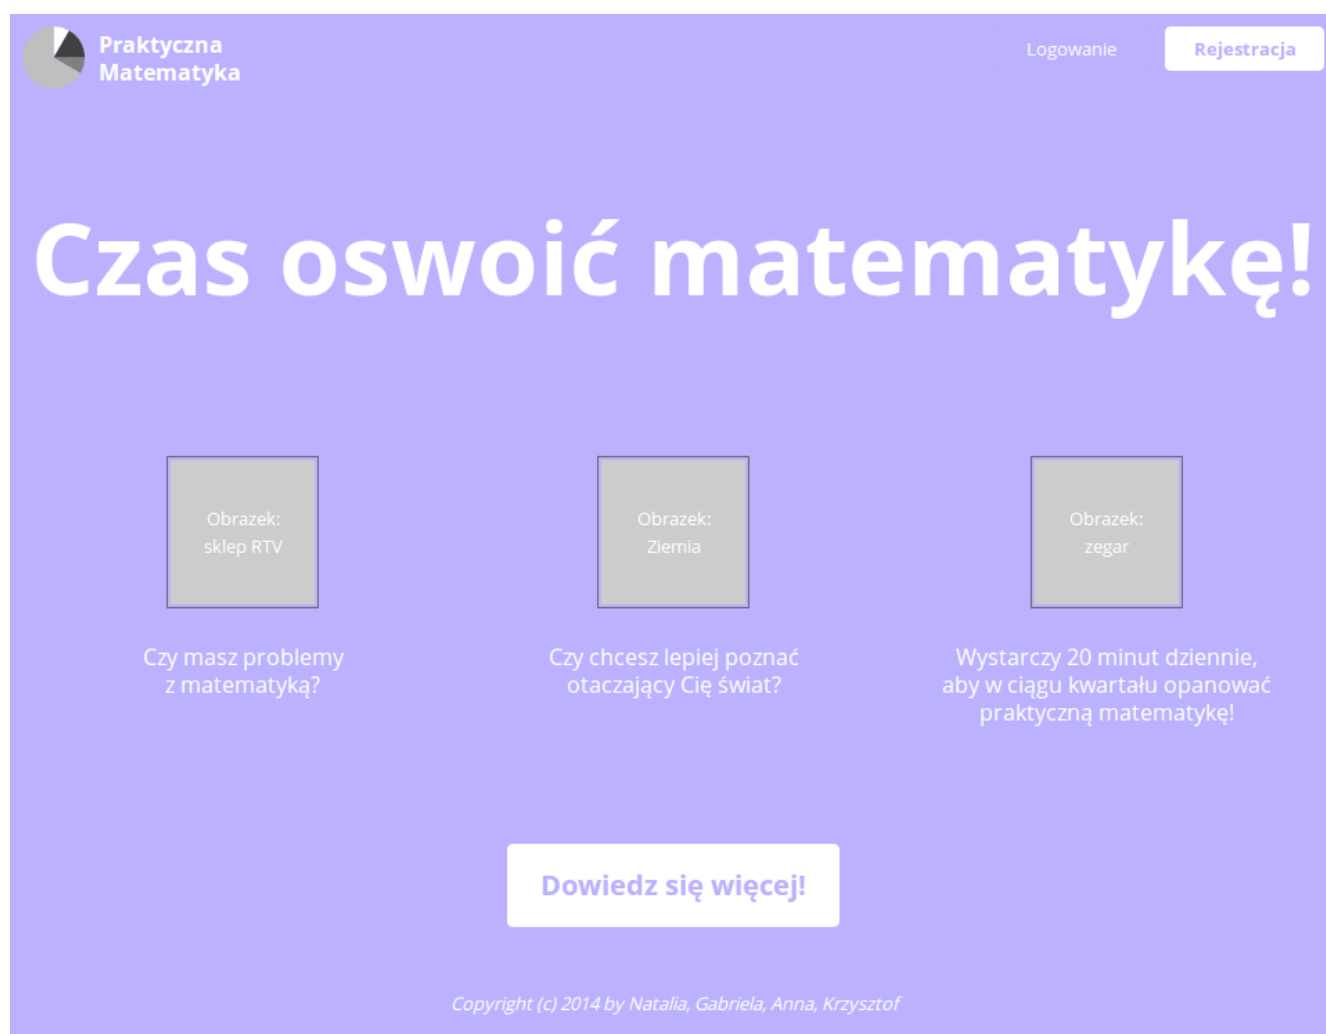 Praktyczna
Matematyka
Logowanie
Rejestracja
Czas oswoić matematykę!
Obrazek:
sklep RTV
Obrazek:
Ziemia
Obrazek:
zegar
Czy masz problemy
z matematyką?
Czy chcesz lepiej poznać
otaczający Cię świat?
Wystarczy 20 minut dziennie,
aby w ciągu kwartału opanować
praktyczną matematykę!
Dowiedz się więcej!
Copyright (c) 2014 by Natalia, Gabriela, Anna, Krzysztof